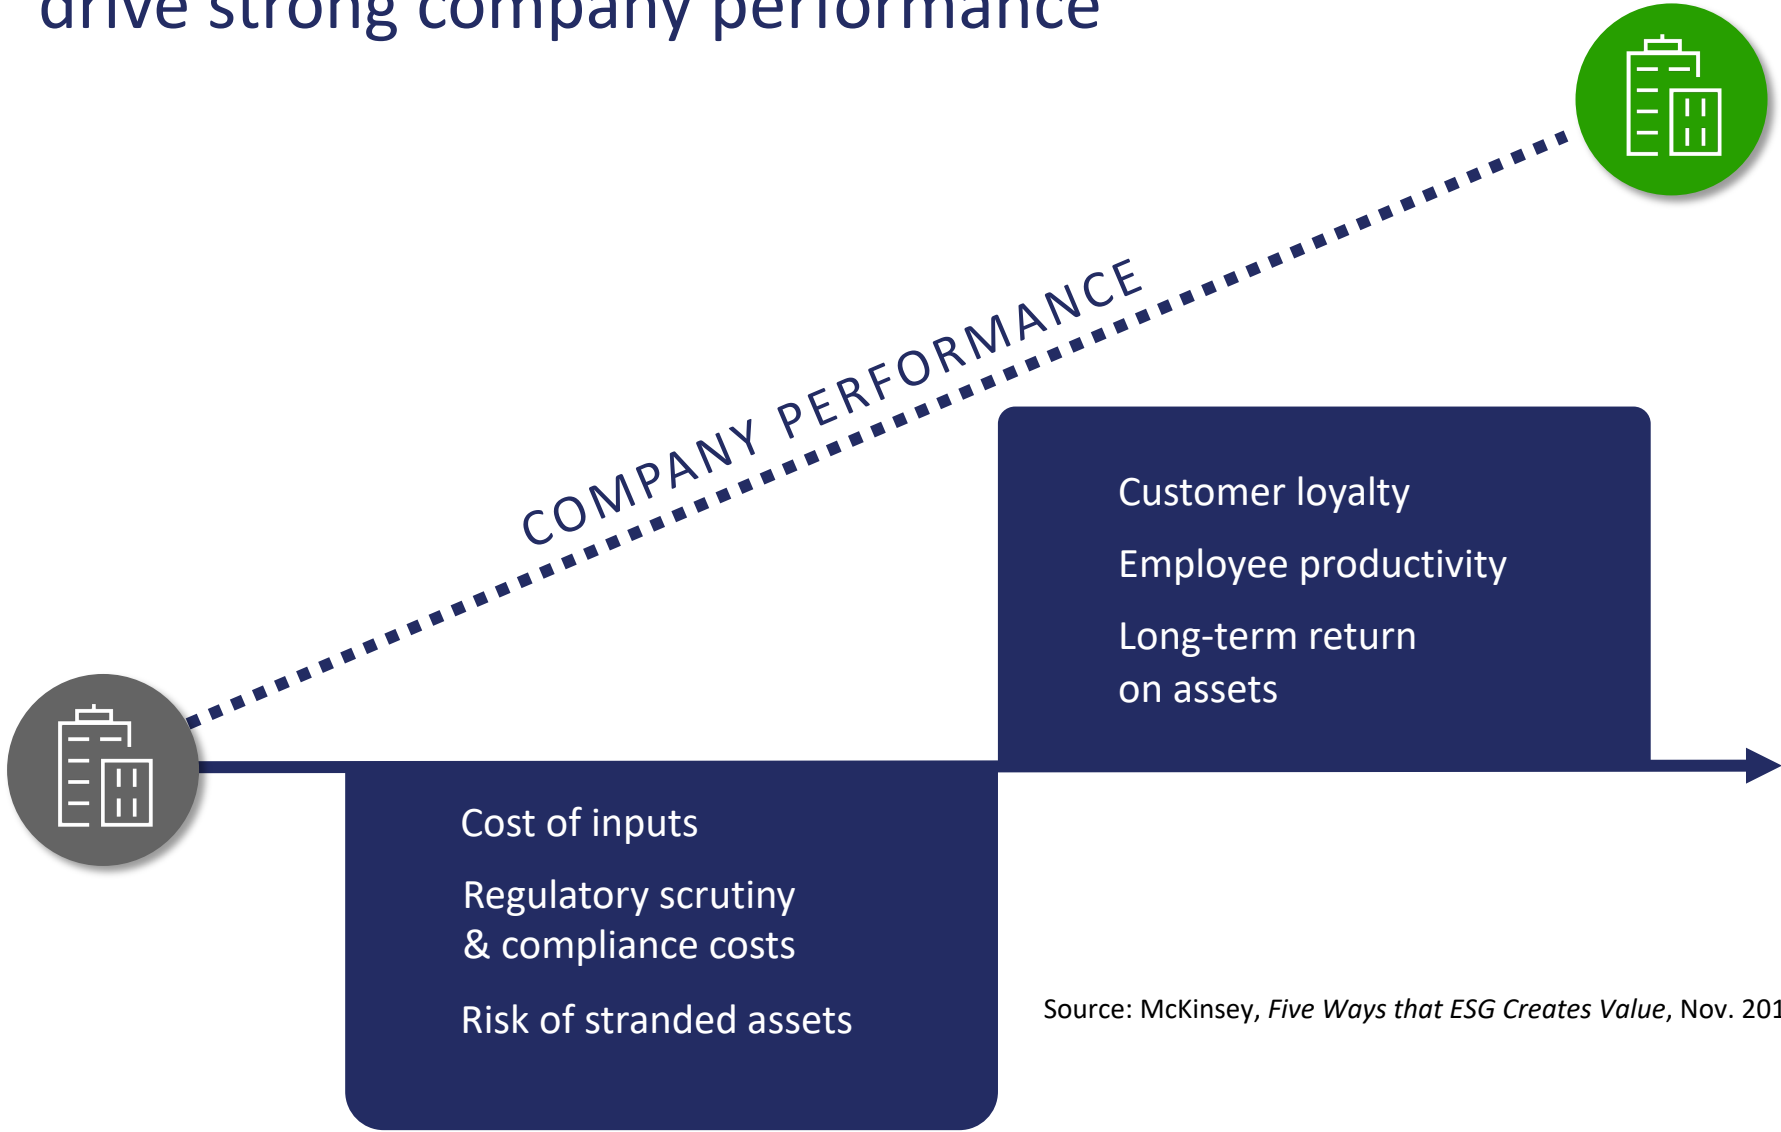 drive strong company performance
COMPANY PERFORMANCE
Customer loyalty
Employee productivity
Long-term return
on assets
Cost of inputs
Regulatory scrutiny
& compliance costs
Risk of stranded assets
Source: McKinsey, Five Ways that ESG Creates Value, Nov. 201